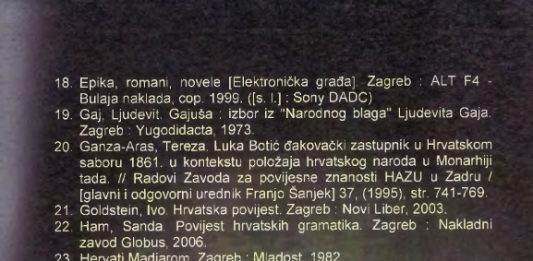 18. Epika, romani, novele [Elektronička građa]. Zagreb : ALT F4 -
Bulaja naklada, cop. 1999. ([s. l.] : Sony DADC)
19. Gaj, Ljudevit. Gajuša : izbor iz "Narodnog blaga" Ljudevita Gaja.
Zagreb : Yugodidacta, 1973.
20. Ganza-Aras, Tereza. Luka Botić đakovački zastupnik u Hrvatskom
saboru 1861. u kontekstu položaja hrvatskog naroda u Monarhiji
tada. // Radovi Zavoda za povijesne znanosti HAZU u Zadru /
[glavni i odgovorni urednik Franjo Šanjek] 37, (1995), str. 741-769.
21. Goldstein, Ivo. Hrvatska povijest. Zagreb : Novi Liber, 2003.
22. Ham, Sanda. Povijest hrvatskih gramatika. Zagreb : Nakladni
zavod Globus, 2006.
23. Hervati Madjarom. Zagreb : Mladost, 1982.